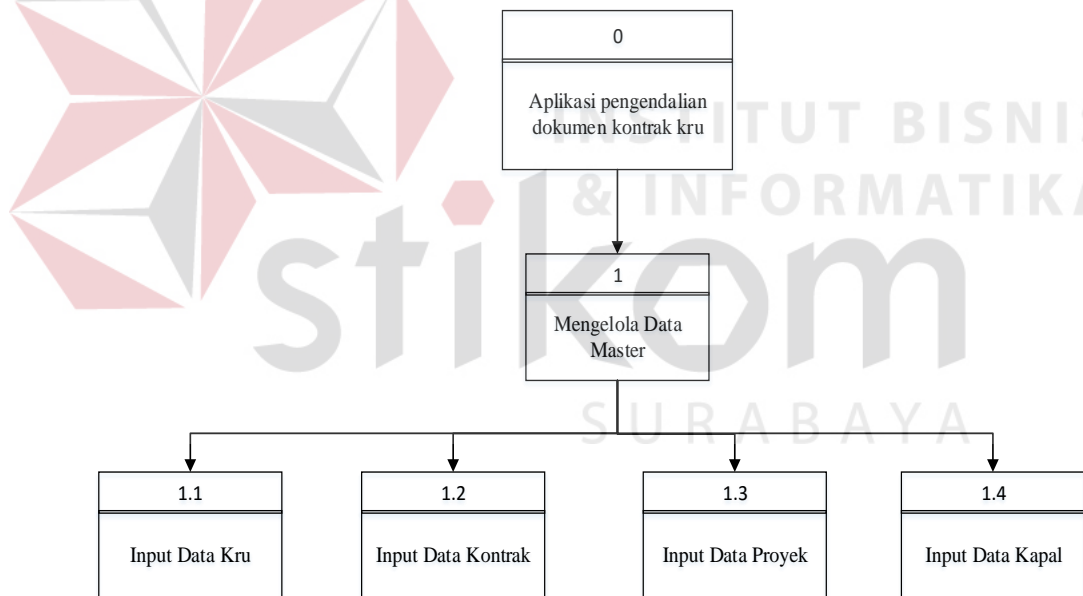 0
Aplikasi pengendalian
dokumen kontrak kru
INSTITUT BISNIS
& INFORMATIKA
stikom
SURABAYA
1
Mengelola Data
Master
1.1
Input Data Kru
1.2
Input Data Kontrak
1.3
Input Data Proyek
1.4
Input Data Kapal